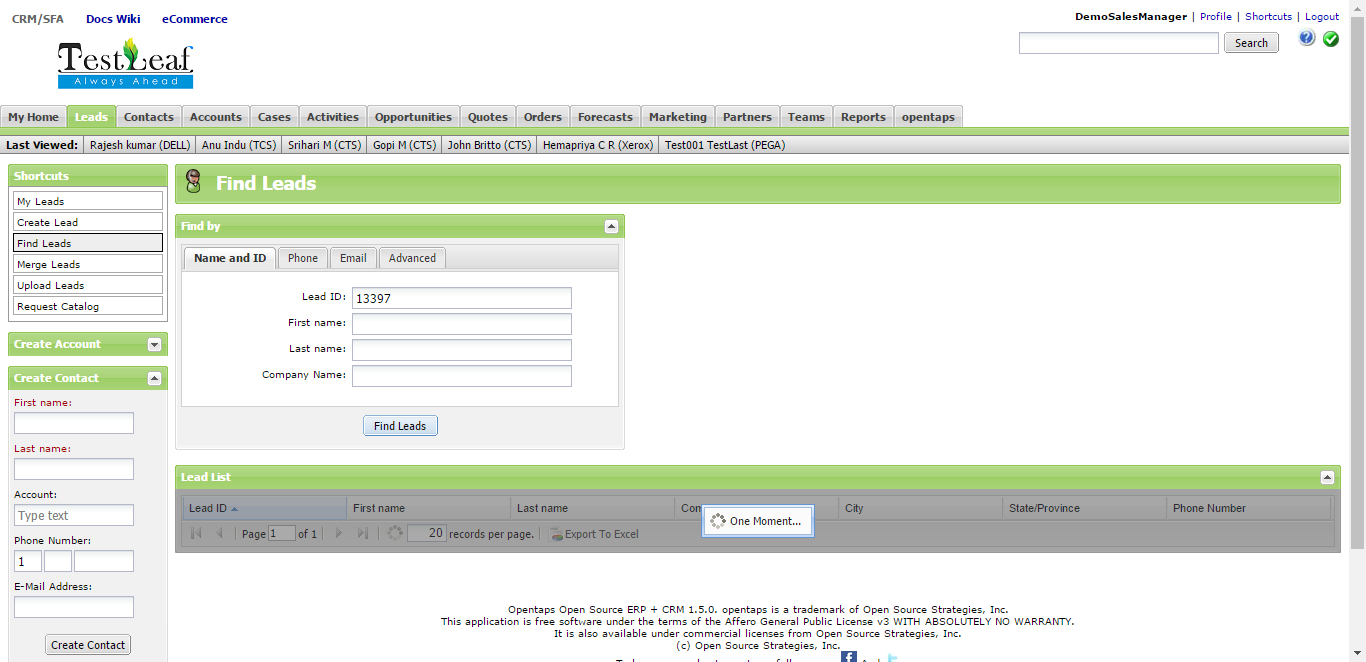 CRM/SFA Docs Wiki eCommerce
DemoSalesManager | Profile | Shortcuts | Logout
TestLeaf
Always Ahead
Search
My Home Leads Contacts Accounts Cases Activities Opportunities Quotes Orders Forecasts Marketing Partners Teams Reports opentaps
Last Viewed: Rajesh kumar (DELL) Anu Indu (TCS) Srihari M (CTS) Gopi M (CTS) John Britto (CTS) Hemapriya C R (Xerox) Test001 TestLast (PEGA)
Shortcuts
My Leads
Create Lead
Find Leads
Merge Leads
Upload Leads
Request Catalog
Create Account
Create Contact
First name:
Last name:
Account:
Type text
Phone Number:
1
E-Mail Address:
Create Contact
Find Leads
Find by
Name and ID Phone Email Advanced
Lead ID: 13397
First name:
Last name:
Company Name:
Find Leads
Lead List
Lead ID First name Last name City State/Province Phone Number
One Moment...
Page 1 of 1 20 records per page. Export To Excel
Opentaps Open Source ERP + CRM 1.5.0. opentaps is a trademark of Open Source Strategies, Inc.
This application is free software under the terms of the Affero General Public License v3 WITH ABSOLUTELY NO WARRANTY.
It is also available under commercial licenses from Open Source Strategies, Inc.
(c) Open Source Strategies, Inc.